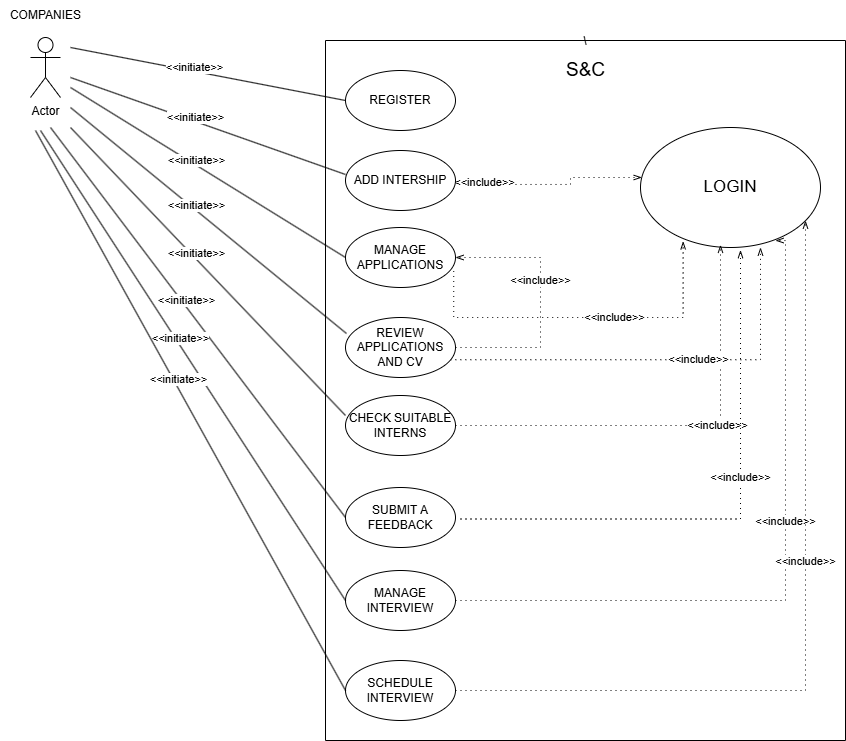 COMPANIES
Actor
S&C
<<initiate>>
REGISTER
<<initiate>>
ADD INTERSHIP
<<include>>
LOGIN
<<initiate>>
MANAGE
APPLICATIONS
<<initiate>>
<<include>>
<<include>>
REVIEW
APPLICATIONS
AND CV
<<include>>
<<initiate>>
CHECK SUITABLE
INTERNS
<<include>>
<<initiate>>
SUBMIT A
FEEDBACK
<<include>>
<<initiate>>
MANAGE
INTERVIEW
<<include>>
<<initiate>>
SCHEDULE
INTERVIEW
<<include>>